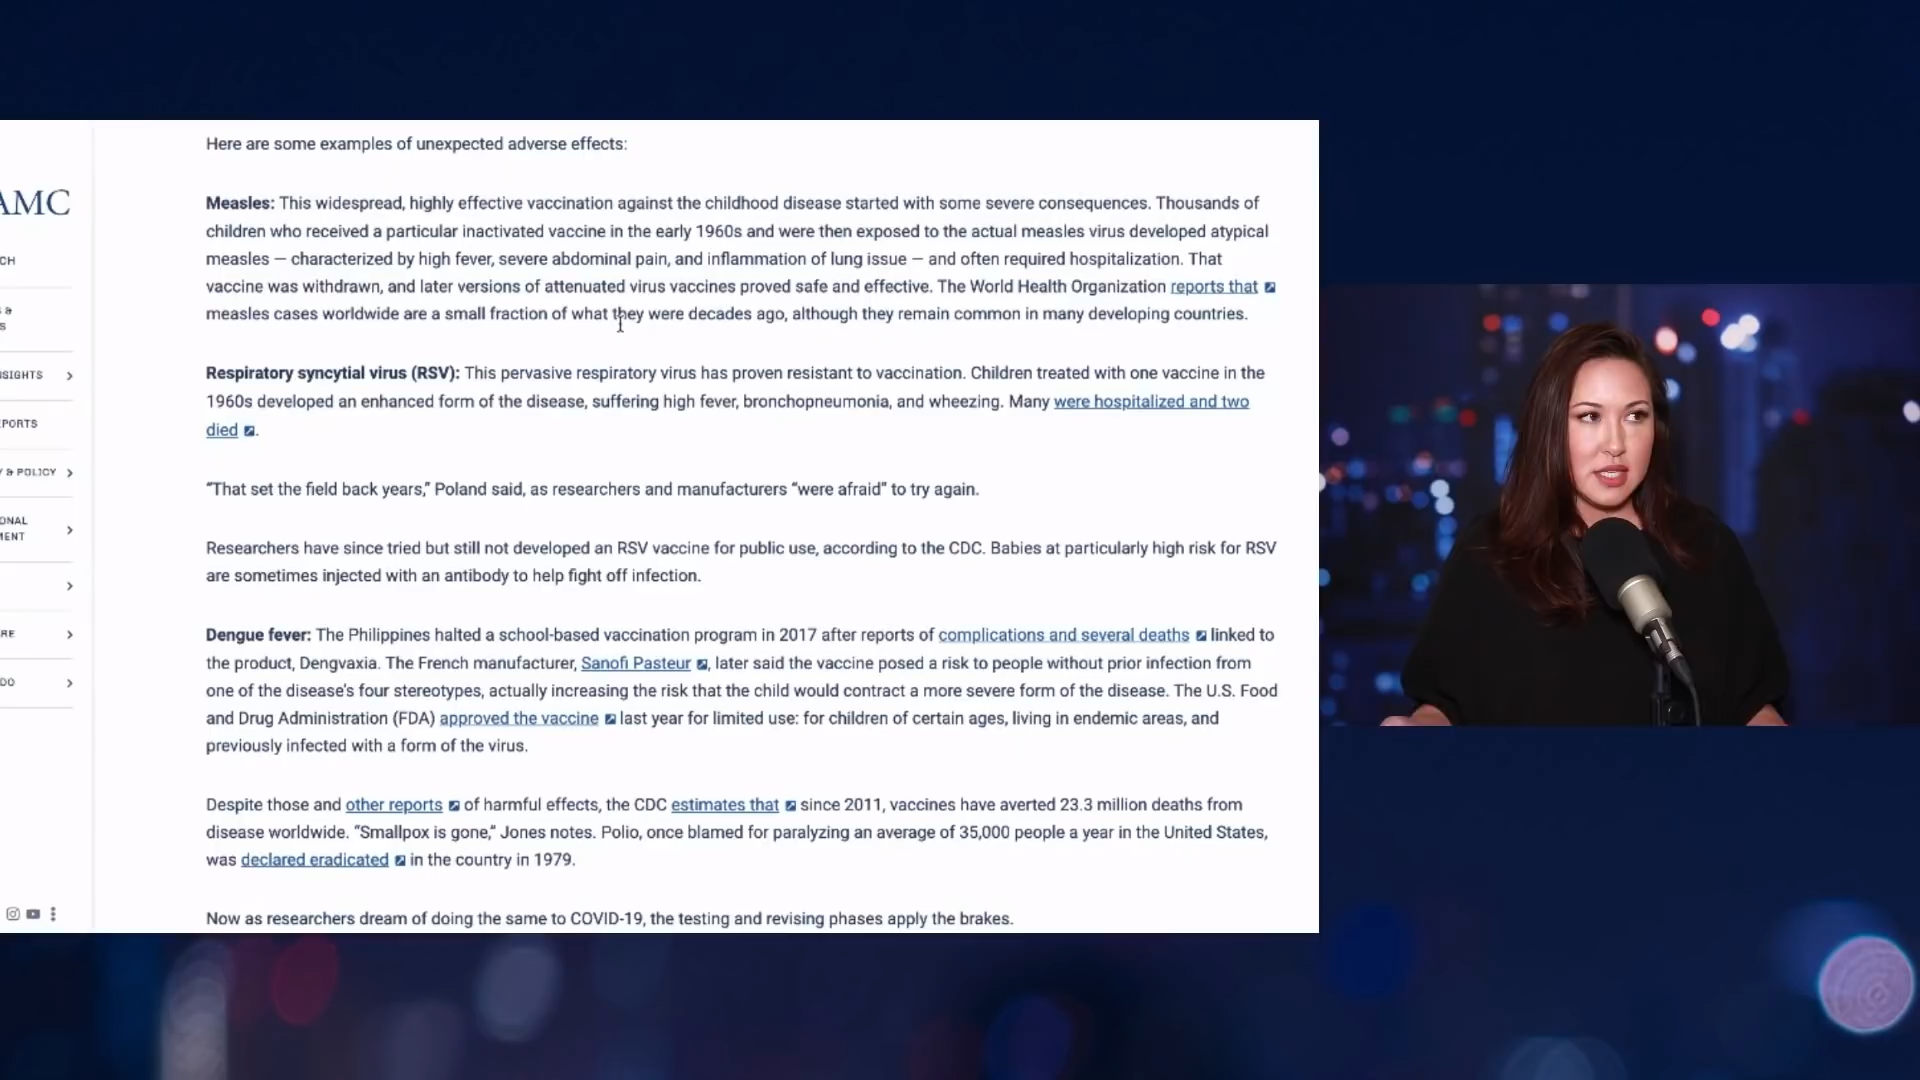 Here are some examples of unexpected adverse effects:
AMC
Measles: This widespread, highly effective vaccination against the childhood disease started with some severe consequences. Thousands of
children who received a particular inactivated vaccine in the early 1960s and were then exposed to the actual measles virus developed atypical
CH
measles — characterized by high fever, severe abdominal pain, and inflammation of lung issue — and often required hospitalization. That
vaccine was withdrawn, and later versions of attenuated virus vaccines proved safe and effective. The World Health Organization reports that
measles cases worldwide are a small fraction of what they were decades ago, although they remain common in many developing countries.
&
S
Respiratory syncytial virus (RSV): This pervasive respiratory virus has proven resistant to vaccination. Children treated with one vaccine in the
SIGHTS
1960s developed an enhanced form of the disease, suffering high fever, bronchopneumonia, and wheezing. Many were hospitalized and two
died.
PORTS
Y & POLICY
"That set the field back years," Poland said, as researchers and manufacturers "were afraid" to try again.
ONAL
MENT
Researchers have since tried but still not developed an RSV vaccine for public use, according to the CDC. Babies at particularly high risk for RSV
are sometimes injected with an antibody to help fight off infection.
RE
Dengue fever: The Philippines halted a school-based vaccination program in 2017 after reports of complications and several deaths linked to
the product, Dengvaxia. The French manufacturer, Sanofi Pasteur, later said the vaccine posed a risk to people without prior infection from
DO
one of the disease's four stereotypes, actually increasing the risk that the child would contract a more severe form of the disease. The U.S. Food
and Drug Administration (FDA) approved the vaccine last year for limited use: for children of certain ages, living in endemic areas, and
previously infected with a form of the virus.
Despite those and other reports of harmful effects, the CDC estimates that since 2011, vaccines have averted 23.3 million deaths from
disease worldwide. "Smallpox is gone," Jones notes. Polio, once blamed for paralyzing an average of 35,000 people a year in the United States,
was declared eradicated in the country in 1979.
Now as researchers dream of doing the same to COVID-19, the testing and revising phases apply the brakes.